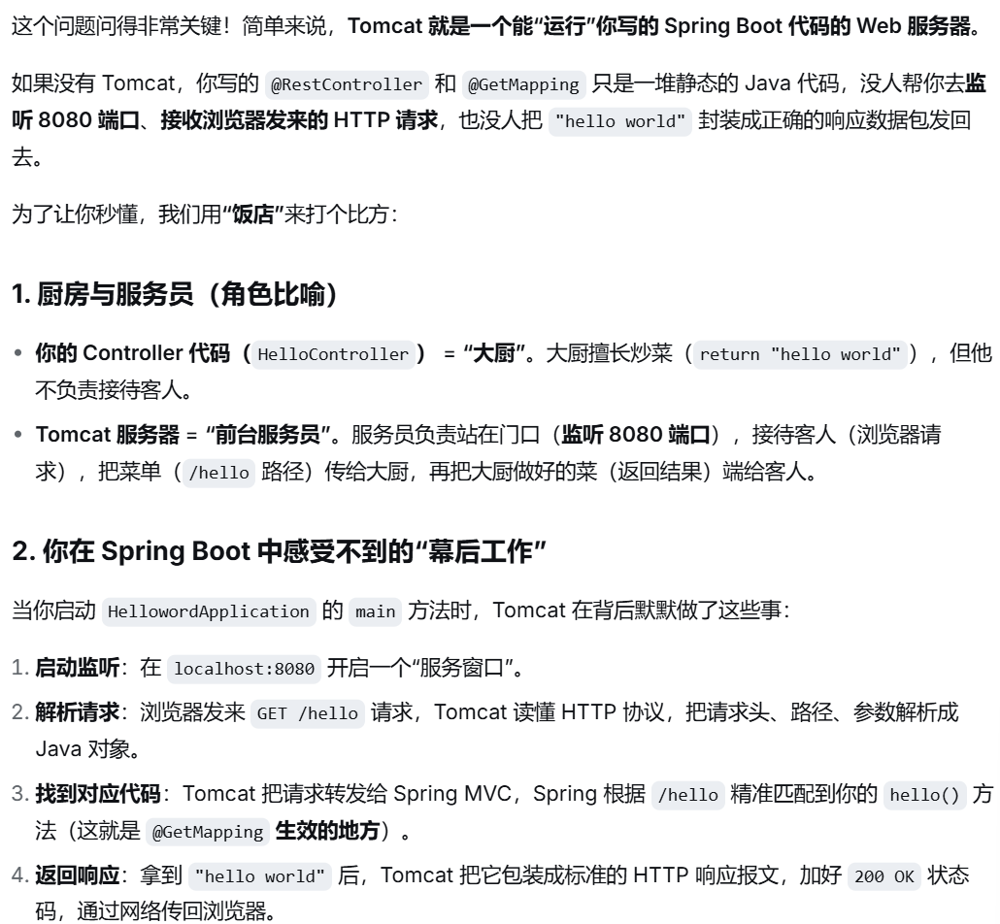 这个问题问得非常关键！简单来说，Tomcat 就是一个能“运行”你写的 Spring Boot 代码的 Web 服务器。
如果没有 Tomcat，你写的 @RestController 和 @GetMapping 只是一堆静态的 Java 代码，没人帮你去监
听 8080 端口、接收浏览器发来的 HTTP 请求，也没人把 "hello world" 封装成正确的响应数据包发回
去。
为了让你秒懂，我们用“饭店”来打个比方：
1. 厨房与服务员（角色比喻）
• 你的 Controller 代码（HelloController） = “大厨”。大厨擅长炒菜（return "hello world"），但他
不负责接待客人。
• Tomcat 服务器 = “前台服务员”。服务员负责站在门口（监听 8080 端口），接待客人（浏览器请
求），把菜单（/hello 路径）传给大厨，再把大厨做好的菜（返回结果）端给客人。
2. 你在 Spring Boot 中感受不到的“幕后工作”
当你启动 HellowordApplication 的 main 方法时，Tomcat 在背后默默做了这些事：
1. 启动监听：在 localhost:8080 开启一个“服务窗口”。
2. 解析请求：浏览器发来 GET /hello 请求，Tomcat 读懂 HTTP 协议，把请求头、路径、参数解析成
Java 对象。
3. 找到对应代码：Tomcat 把请求转发给 Spring MVC，Spring 根据 /hello 精准匹配到你的 hello() 方
法（这就是 @GetMapping 生效的地方）。
4. 返回响应：拿到 "hello world" 后，Tomcat 把它包装成标准的 HTTP 响应报文，加好 200 OK 状态
码，通过网络传回浏览器。